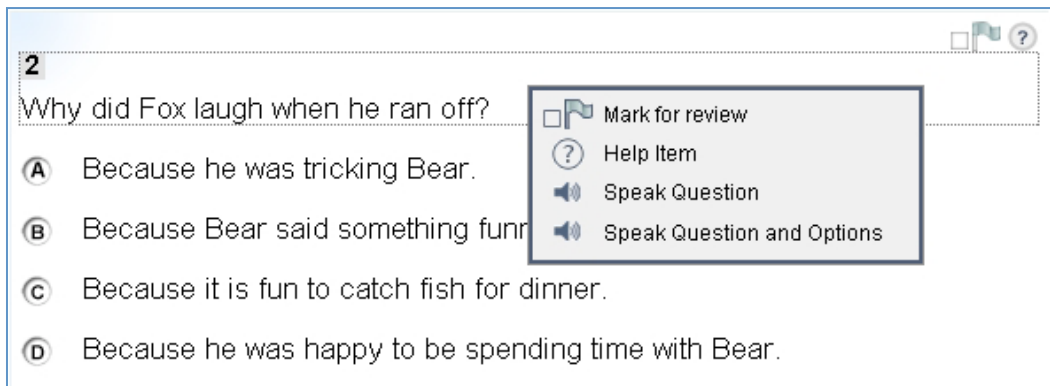 ?
2
Why did Fox laugh when he ran off?
Mark for review
? Help Item
Speak Question
Speak Question and Options
A Because he was tricking Bear.
B Because Bear said something
C Because it is fun to catch fish for dinner.
D Because he was happy to be spending time with Bear.